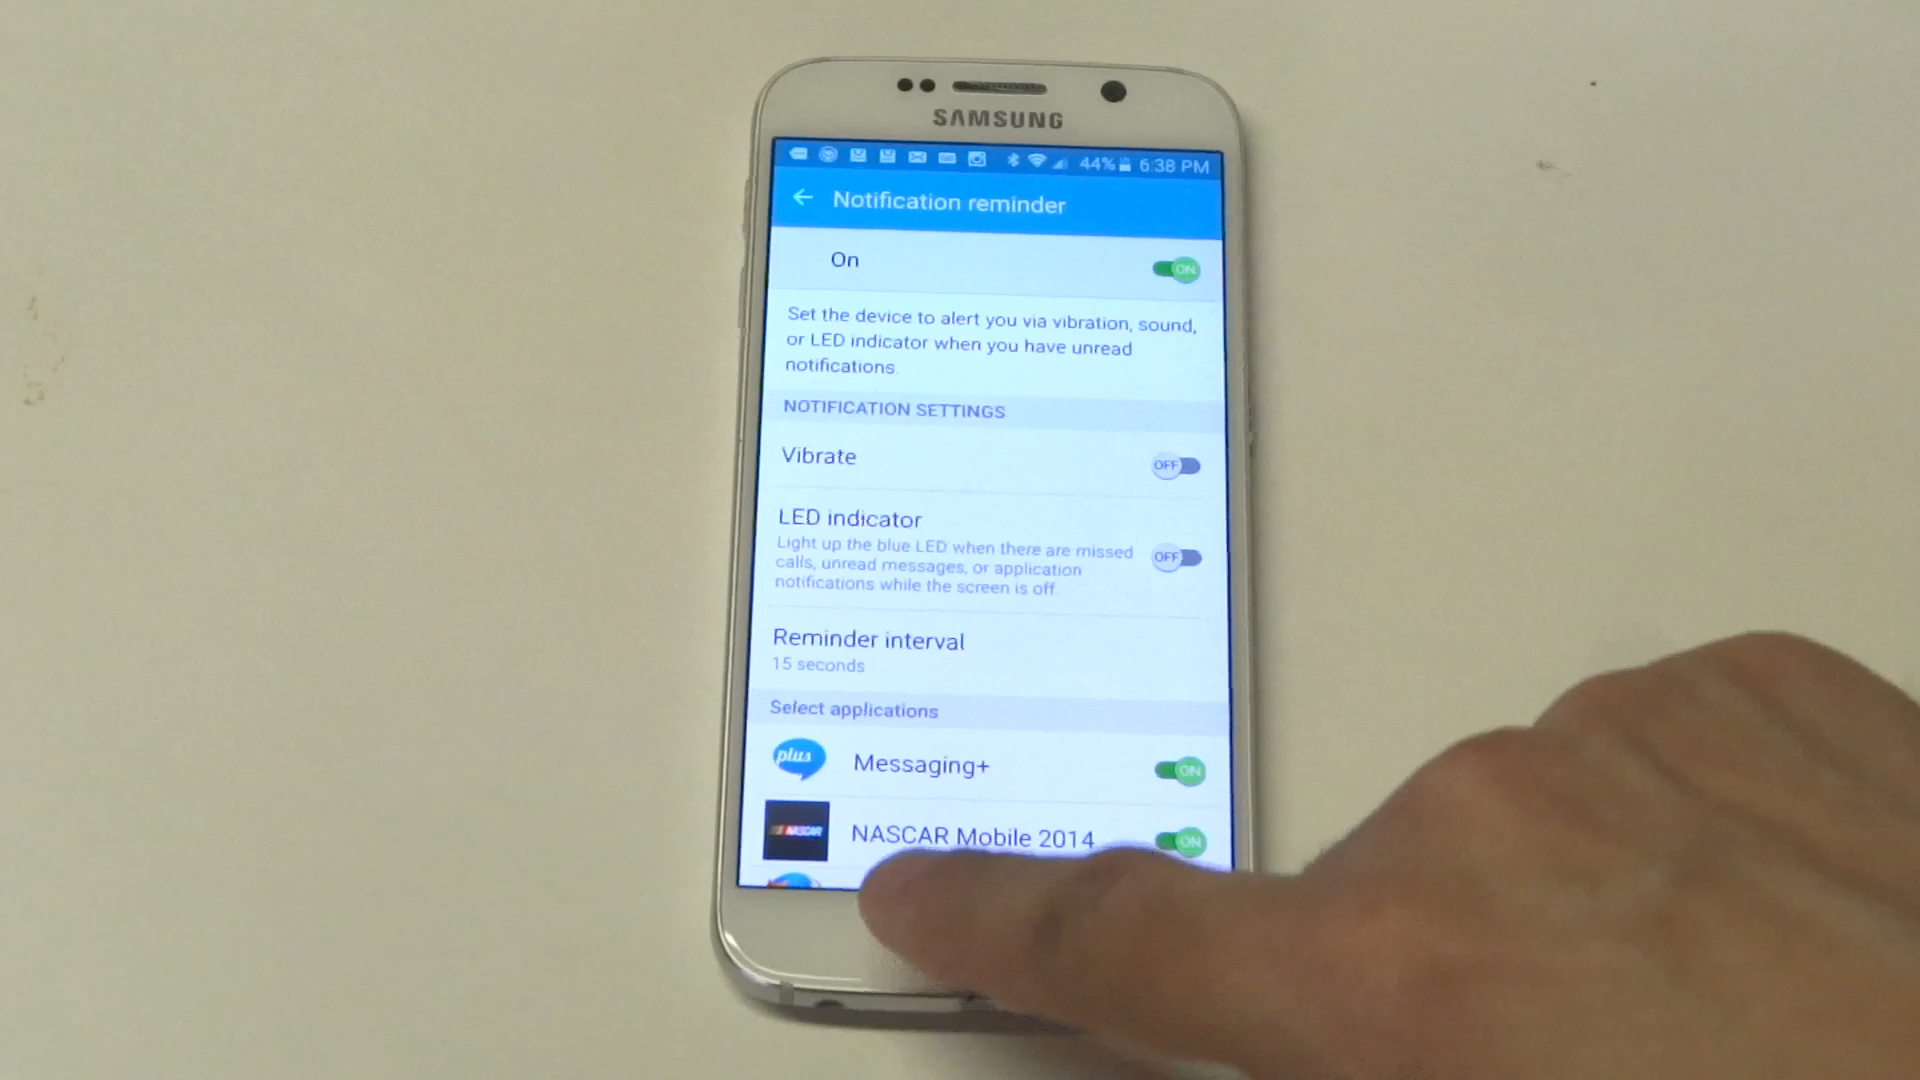 SAMSUNG
44% 6:38 PM
Notification reminder
On
ON
Set the device to alert you via vibration, sound,
or LED indicator when you have unread
notifications.
NOTIFICATION SETTINGS
Vibrate
OFF
LED indicator
Light up the blue LED when there are missed
calls, unread messages, or application
notifications while the screen is off.
OFF
Reminder interval
15 seconds
Select applications
plus
Messaging+
ON
NASCAR
NASCAR Mobile 2014
ON